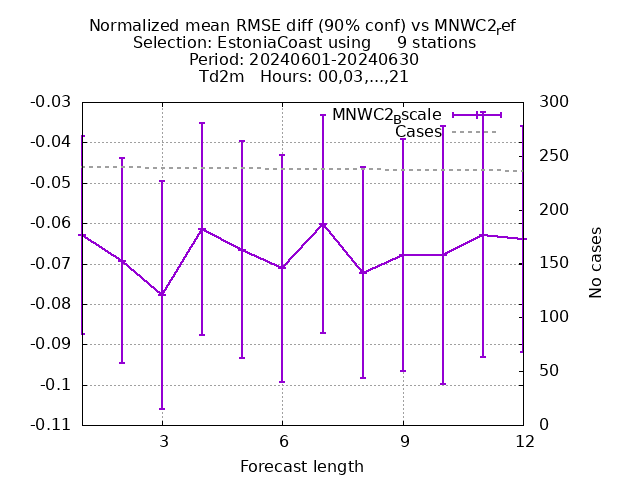 Normalized mean RMSE diff (90% conf) vs MNWC2ref
Selection: EstoniaCoast using 9 stations
Period: 20240601-20240630
Td2m Hours: 00,03,...,21
-0.03
-0.04
-0.05
-0.06
-0.07
-0.08
-0.09
-0.1
-0.11
MNWC2Bscale
Cases
300
250
200
150
100
50
0
No cases
3
6
9
12
Forecast length